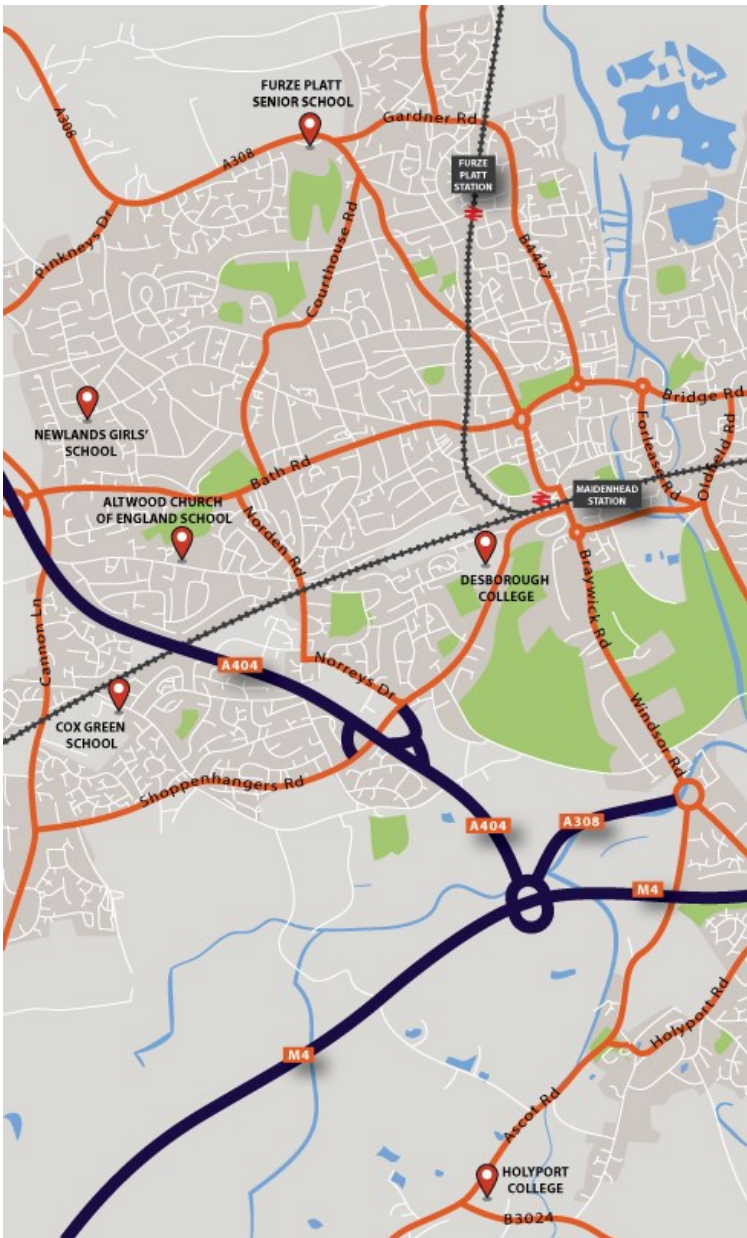 FURZE PLATT
SENIOR SCHOOL
A308
A308
Gardner Rd
FURZE
PLATT
STATION
Pinkneys Dr
Courthouse Rd
B4447
NEWLANDS GIRLS'
SCHOOL
Bridge Rd
Forlease Rd
Oldfield Rd
Bath Rd
MAIDENHEAD
STATION
ALTWOOD CHURCH
OF ENGLAND SCHOOL
Norden Rd
DESBOROUGH
COLLEGE
Braywick Rd
Cannon Ln
A404
Norreys Dr
COX GREEN
SCHOOL
Windsor Rd
Shoppenhangers Rd
A404
A308
M4
Holyport Rd
M4
Ascot Rd
HOLYPORT
COLLEGE
B3024